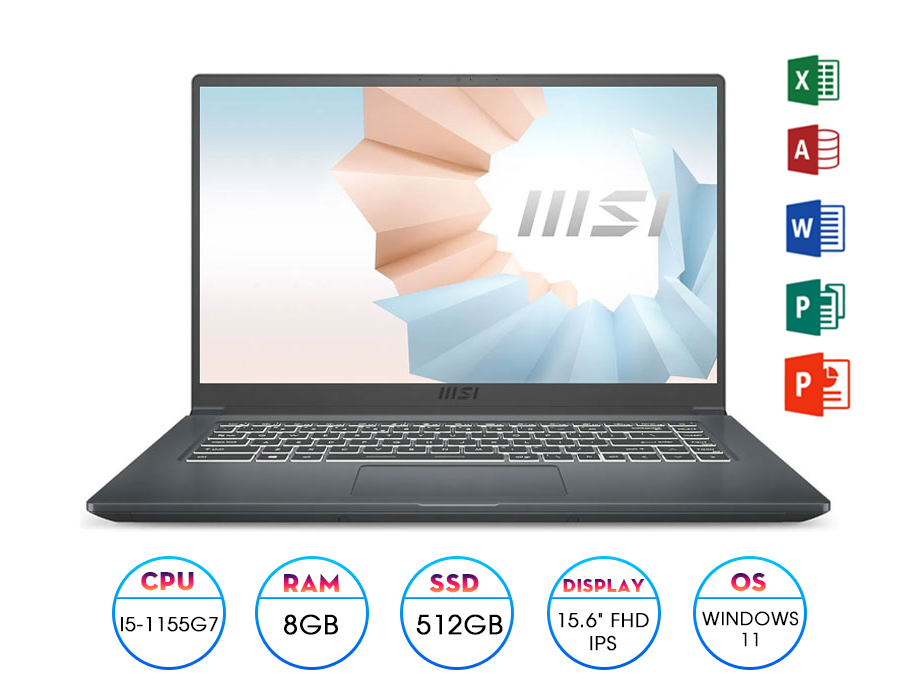 msi
X
A
W
P
P
msi
CPU
I5-1155G7
RAM
8GB
SSD
512GB
DISPLAY
15.6" FHD
IPS
OS
WINDOWS
11